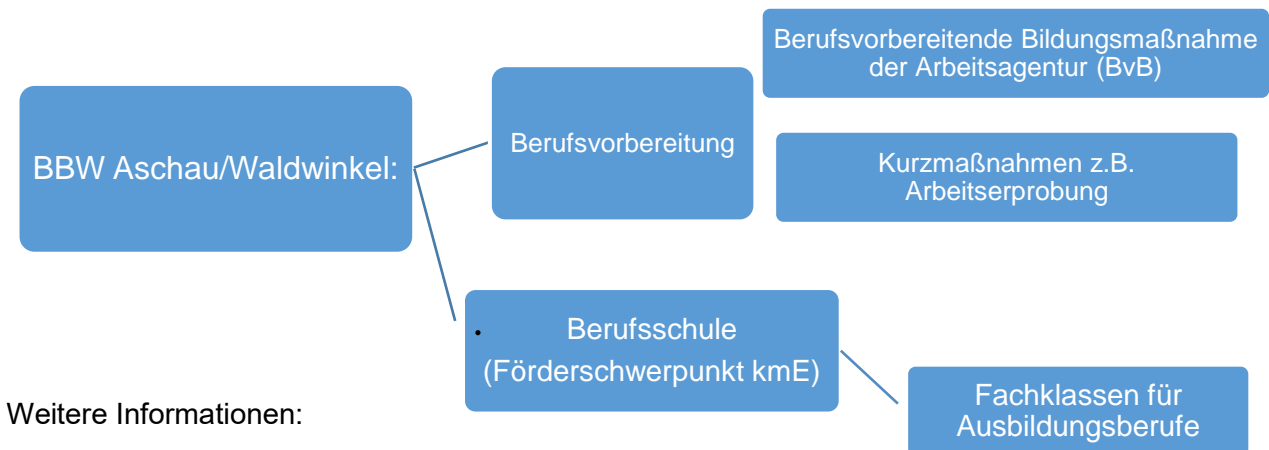 BBW Aschau/Waldwinkel:
Berufsvorbereitung
Berufsvorbereitende Bildungsmaßnahme
der Arbeitsagentur (BvB)
Kurzmaßnahmen z.B.
Arbeitserprobung
• Berufsschule
(Förderschwerpunkt kmE)
Fachklassen für
Ausbildungsberufe
Weitere Informationen: